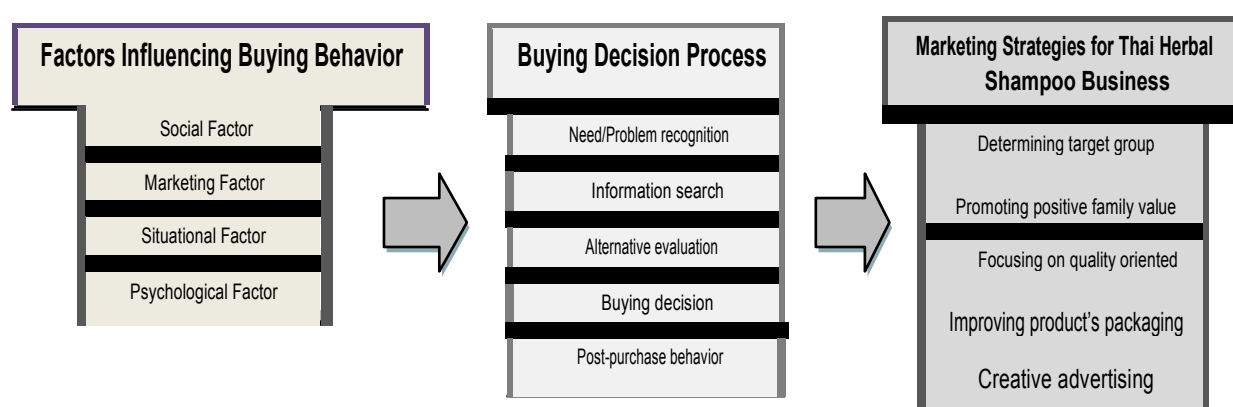 Factors Influencing Buying Behavior
Social Factor
Marketing Factor
Situational Factor
Psychological Factor
Buying Decision Process
Need/Problem recognition
Information search
Alternative evaluation
Buying decision
Post-purchase behavior
Marketing Strategies for Thai Herbal
Shampoo Business
Determining target group
Promoting positive family value
Focusing on quality oriented
Improving product's packaging
Creative advertising